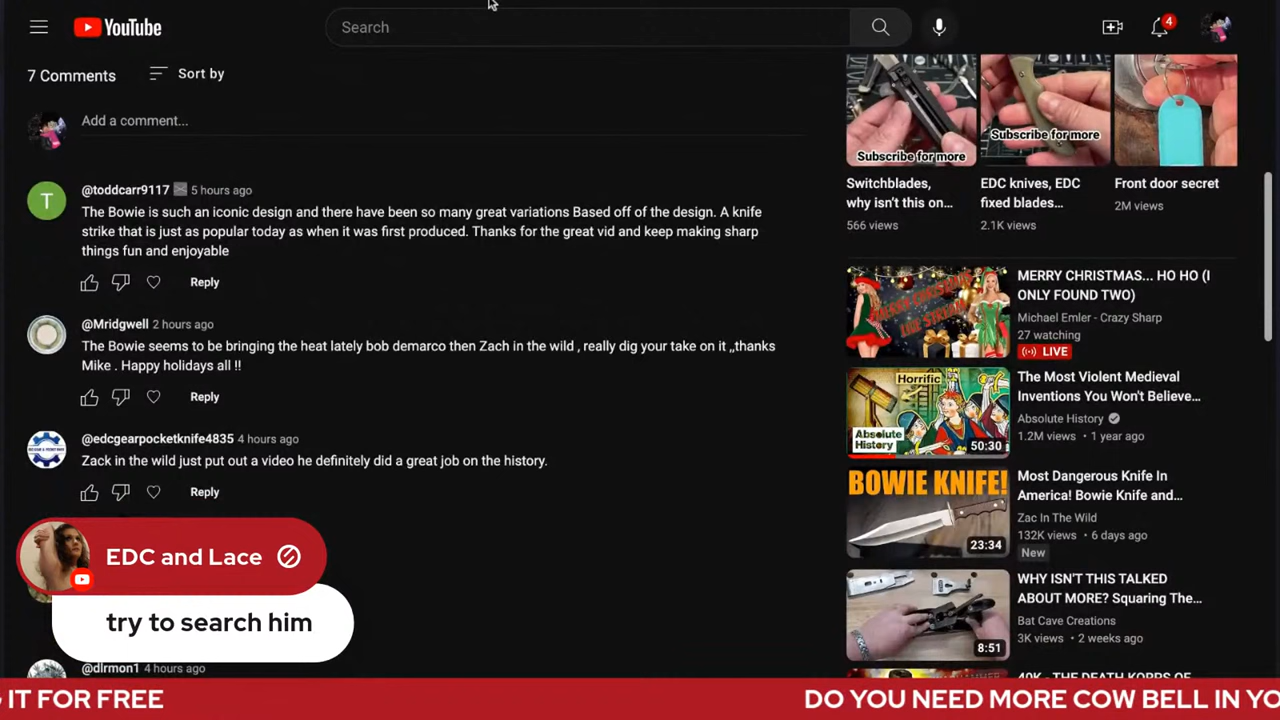 YouTube
Search
4
7 Comments
Sort by
Add a comment...
T
@toddcarr9117 5 hours ago
The Bowie is such an iconic design and there have been so many great variations Based off of the design. A knife
strike that is just as popular today as when it was first produced. Thanks for the great vid and keep making sharp
things fun and enjoyable
Reply
@Mridgwell 2 hours ago
The Bowie seems to be bringing the heat lately bob demarco then Zach in the wild , really dig your take on it ,,thanks
Mike . Happy holidays all !!
Reply
@edcgearpocketknife4835 4 hours ago
Zack in the wild just put out a video he definitely did a great job on the history.
Reply
EDC and Lace
try to search him
@dlrmon1 4 hours ago
Subscribe for more
Subscribe for more
Switchblades,
why isn't this on...
566 views
EDC knives, EDC
fixed blades...
2.1K views
Front door secret
2M views
MERRY CHRISTMAS
LIVE STREAM
MERRY CHRISTMAS... HO HO (I
ONLY FOUND TWO)
Michael Emler - Crazy Sharp
27 watching
LIVE
Horrific
Absolute
History
50:30
The Most Violent Medieval
Inventions You Won't Believe...
Absolute History
1.2M views • 1 year ago
BOWIE KNIFE!
23:34
Most Dangerous Knife In
America! Bowie Knife and...
Zac In The Wild
132K views • 6 days ago
New
8:51
WHY ISN'T THIS TALKED
ABOUT MORE? Squaring The...
Bat Cave Creations
3K views • 2 weeks ago
40K - THE DEATH KORPS OF
G IT FOR FREE
DO YOU NEED MORE COW BELL IN YO